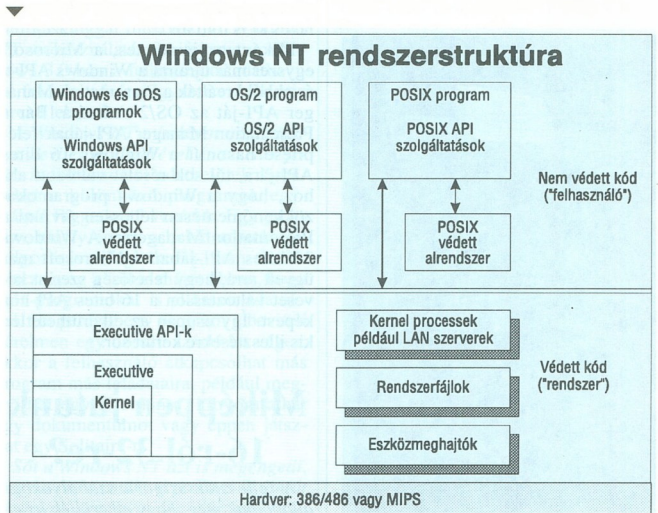 Windows NT rendszerstruktúra
Windows és DOS
programok
Windows API
szolgáltatások
OS/2 program
OS/2 API
szolgáltatások
POSIX program
POSIX API
szolgáltatások
Nem védett kód
("felhasználó")
POSIX
védett
alrendszer
POSIX
védett
alrendszer
POSIX
védett
alrendszer
Executive API-k
Executive
Kernel
Kernel processek
például LAN szerverek
Rendszerfájlok
Eszközmeghajtók
Védett kód
("rendszer")
Hardver: 386/486 vagy MIPS